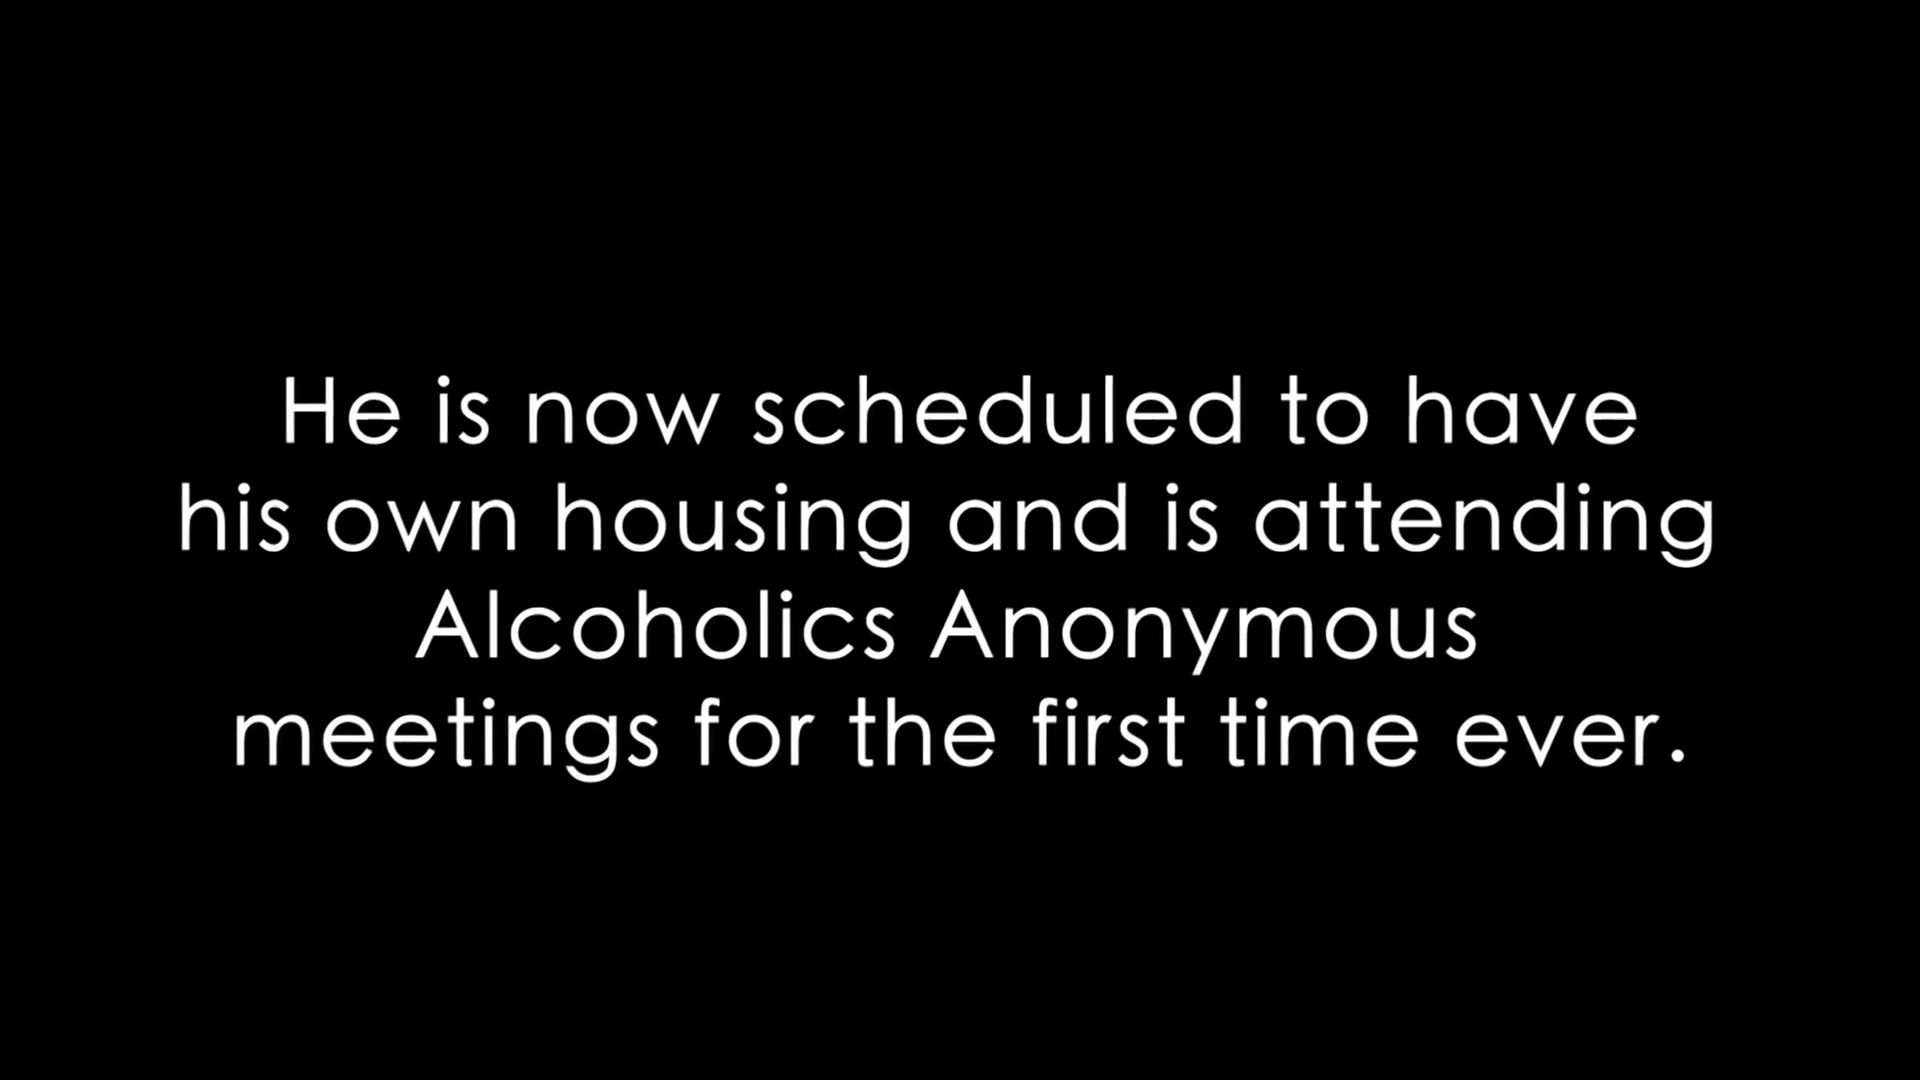 He is now scheduled to have
his own housing and is attending
Alcoholics Anonymous
meetings for the first time ever.